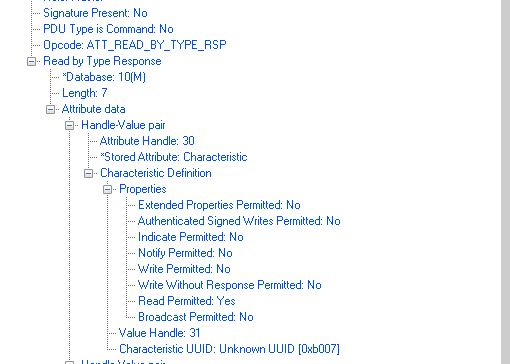 Signature Present: No
PDU Type is Command: No
Opcode: ATT_READ_BY_TYPE_RSP
Read by Type Response
*Database: 10(M)
Length: 7
Attribute data
Handle-Value pair
Attribute Handle: 30
*Stored Attribute: Characteristic
Characteristic Definition
Properties
Extended Properties Permitted: No
Authenticated Signed Writes Permitted: No
Indicate Permitted: No
Notify Permitted: No
Write Permitted: No
Write Without Response Permitted: No
Read Permitted: Yes
Broadcast Permitted: No
Value Handle: 31
Characteristic UUID: Unknown UUID [0xb007]
Handle-Value pair